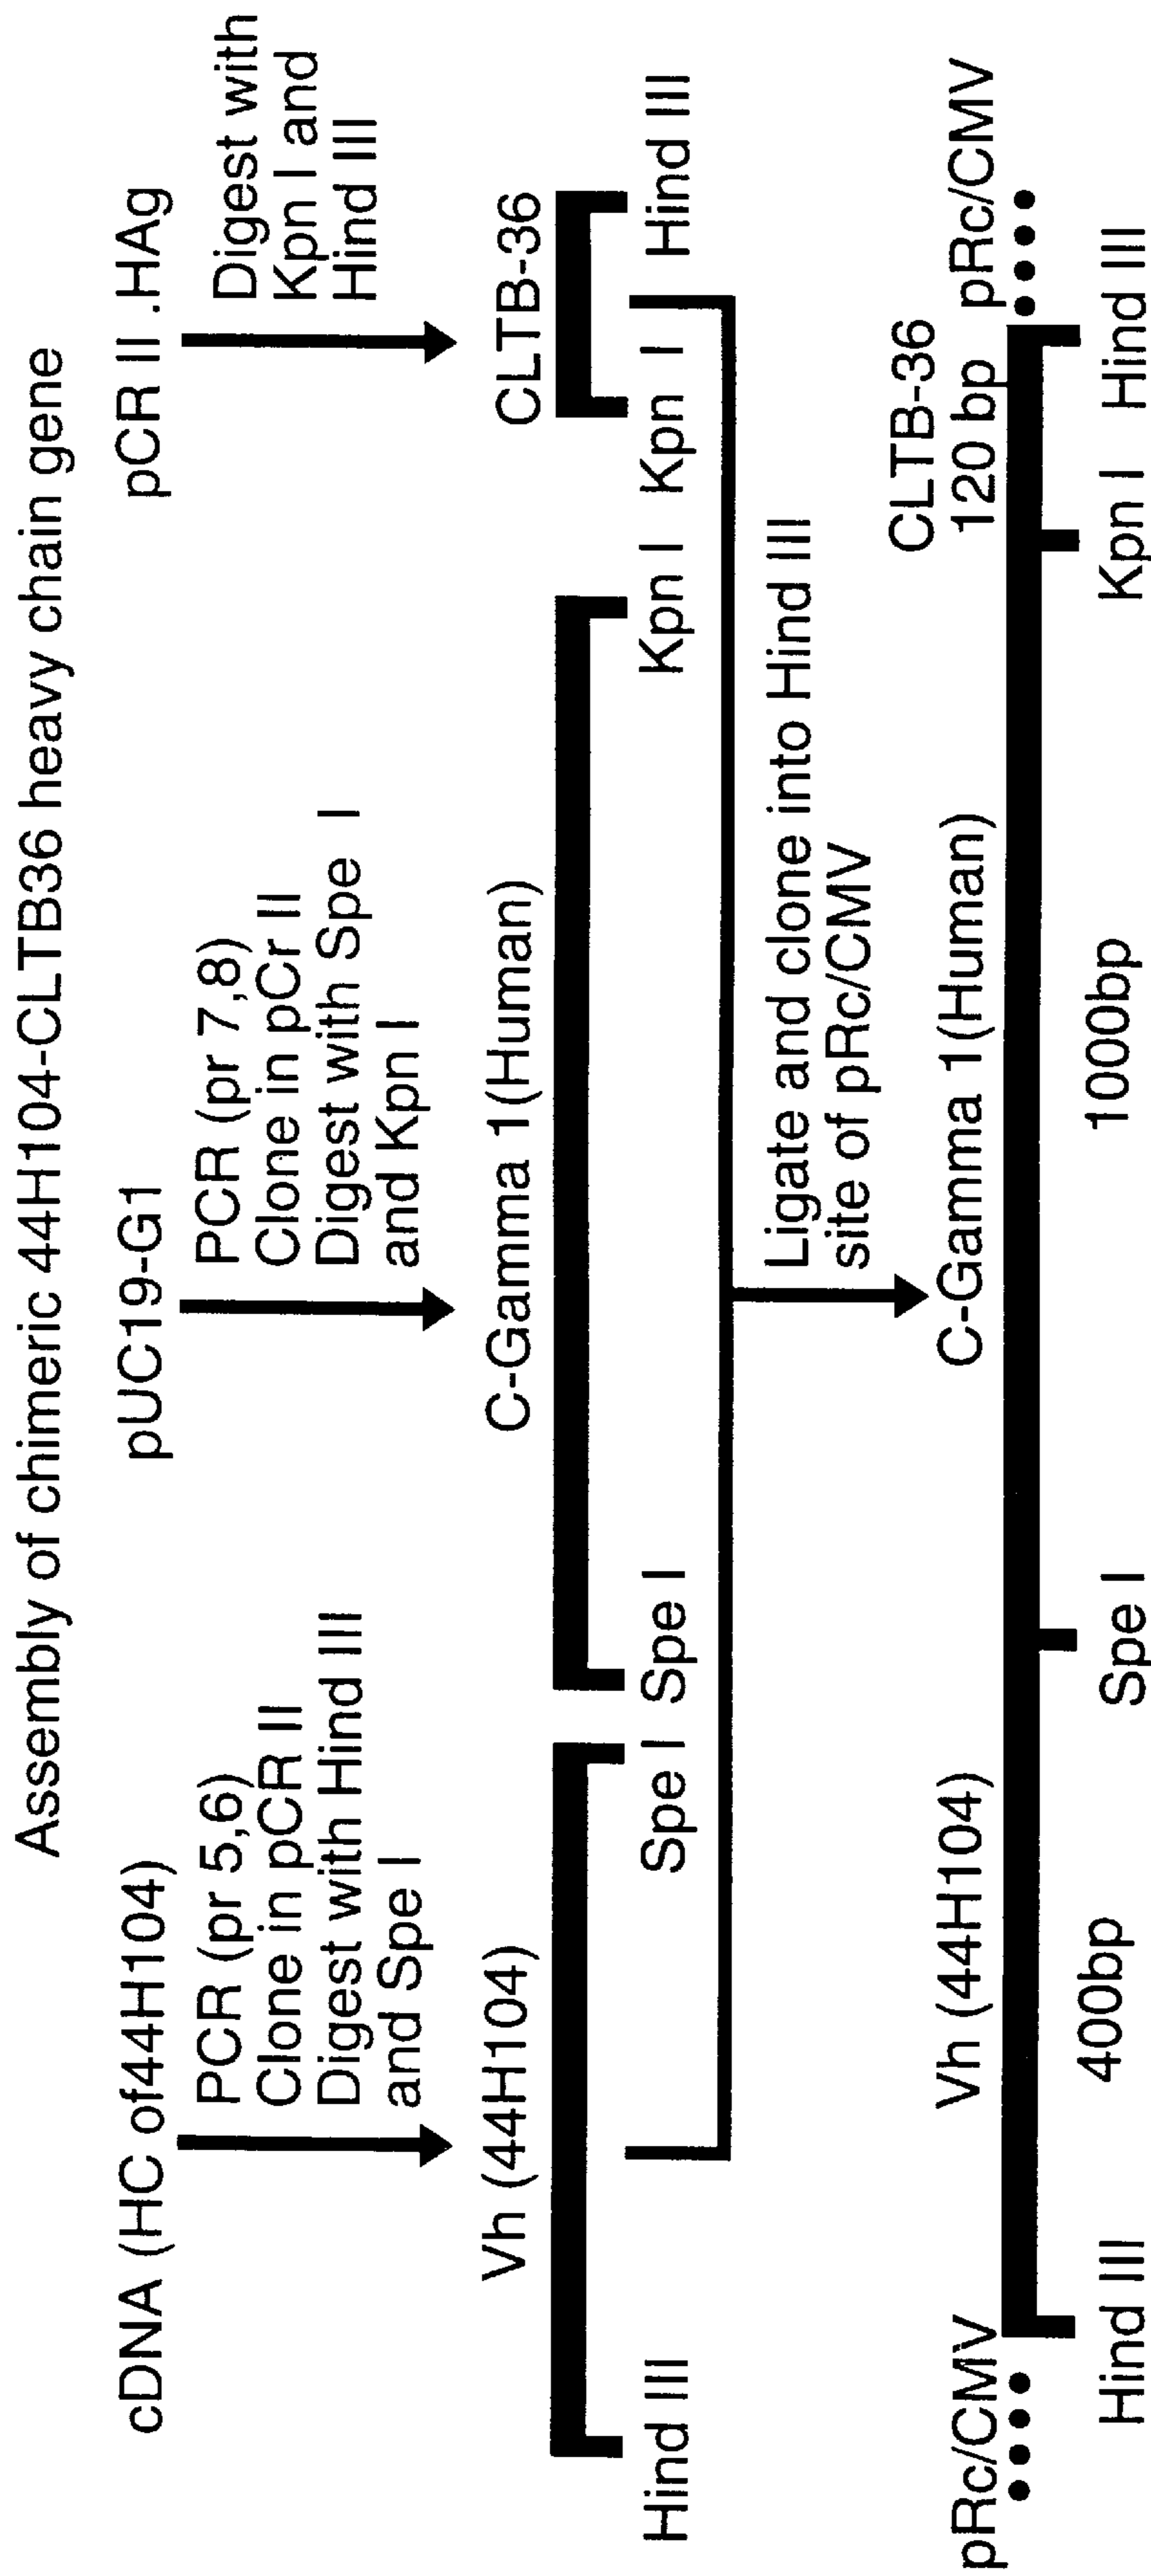 Assembly of chimeric 44H104-CLTB36 heavy chain gene
cDNA (HC of44H104)
PCR (pr 5,6)
Clone in pCR II
Digest with Hind III
and Spe I
pUC19-G1
PCR (pr 7,8)
Clone in pCr II
Digest with Spe I
and Kpn I
pCR II .HAg
Digest with
Kpn I and
Hind III
Vh (44H104)
C-Gamma 1(Human)
CLTB-36
Hind III
Spe I
Spe I
Kpn I
Kpn I
Hind III
Ligate and clone into Hind III
site of pRc/CMV
pRc/CMV
Vh (44H104)
C-Gamma 1(Human)
CLTB-36
120 bp
pRc/CMV
Hind III
400bp
Spe I
1000bp
Kpn I
Hind III